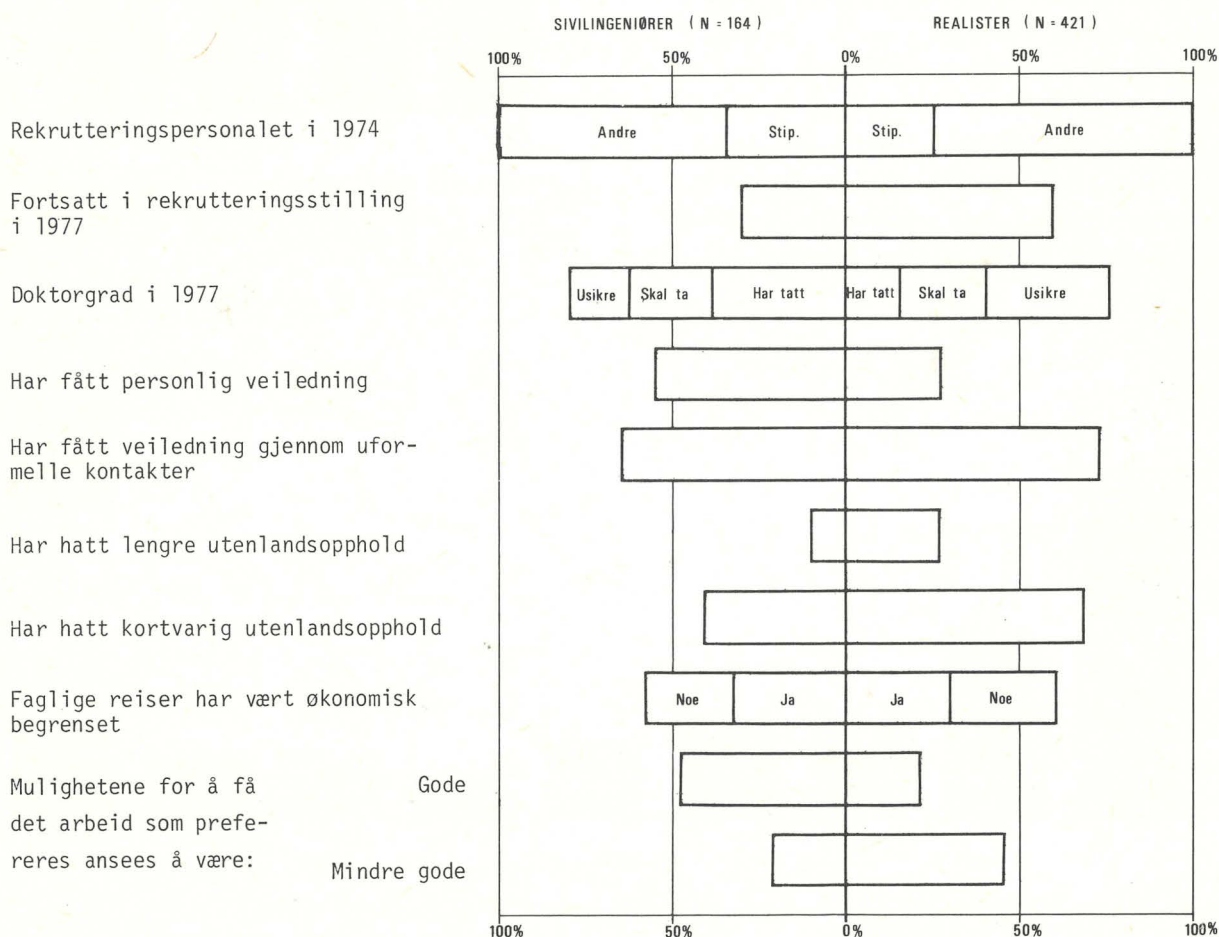 SIVILINGENIØRER ( N = 164 )
REALISTER ( N = 421 )
100% 50% 0% 50% 100%
Rekrutteringspersonalet i 1974
Andre Stip. Stip. Andre
Fortsatt i rekrutteringsstilling
i 1977
Doktorgrad i 1977
Usikre Skal ta Har tatt Har tatt Skal ta Usikre
Har fått personlig veiledning
Har fått veiledning gjennom ufor-
melle kontakter
Har hatt lengre utenlandsopphold
Har hatt kortvarig utenlandsopphold
Faglige reiser har vært økonomisk
begrenset
Noe Ja Ja Noe
Mulighetene for å få Gode
det arbeid som prefe-
reres ansees å være:
Mindre gode
100% 50% 0% 50% 100%